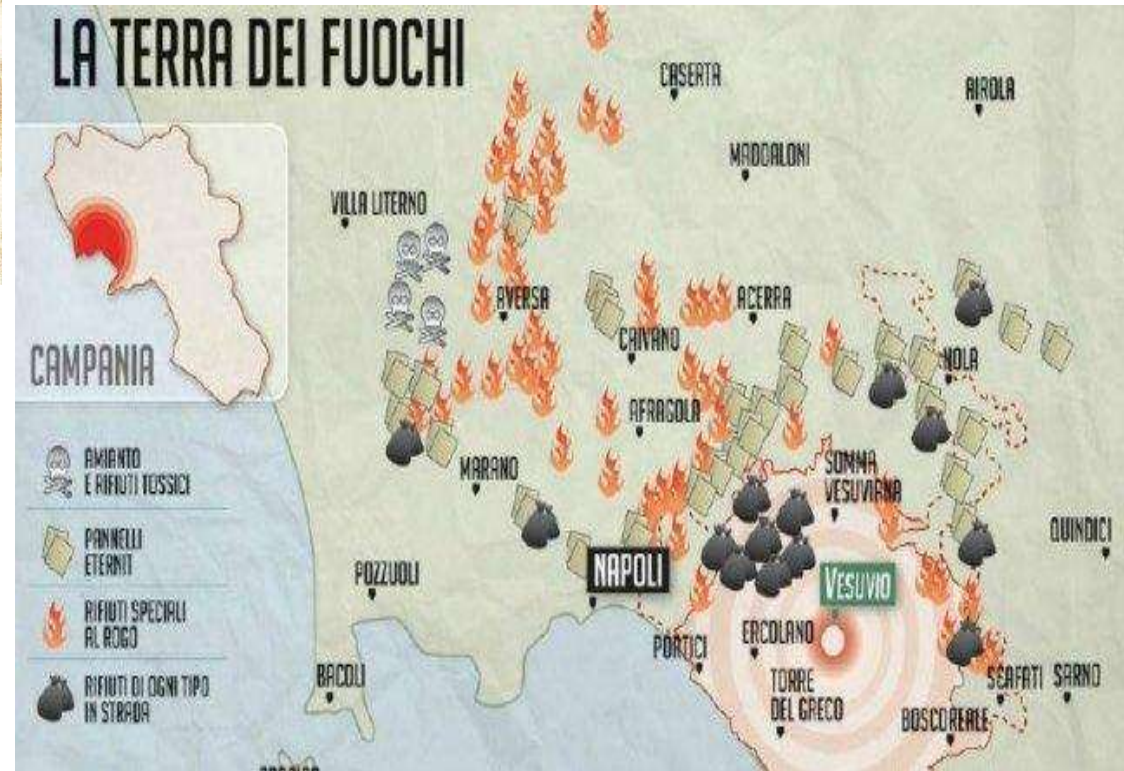 LA TERRA DEI FUOCHI
CASERTA
AIROLA
MADDALONI
VILLA LITERNO
AVERSA
ACERRA
CAIVANO
NOLA
CAMPANIA
AFRAGOLA
MARANO
SOMMA
VESUVIANA
AMIANTO
E RIFIUTI TOSSICI
QUINDICI
PANNELLI
ETERNIT
POZZUOLI
NAPOLI
VESUVIO
RIFIUTI SPECIALI
AL ROGO
PORTICI
ERCOLANO
BACOLI
TORRE
DEL GRECO
SCAFATI
SARNO
RIFIUTI DI OGNI TIPO
IN STRADA
BOSCOREALE